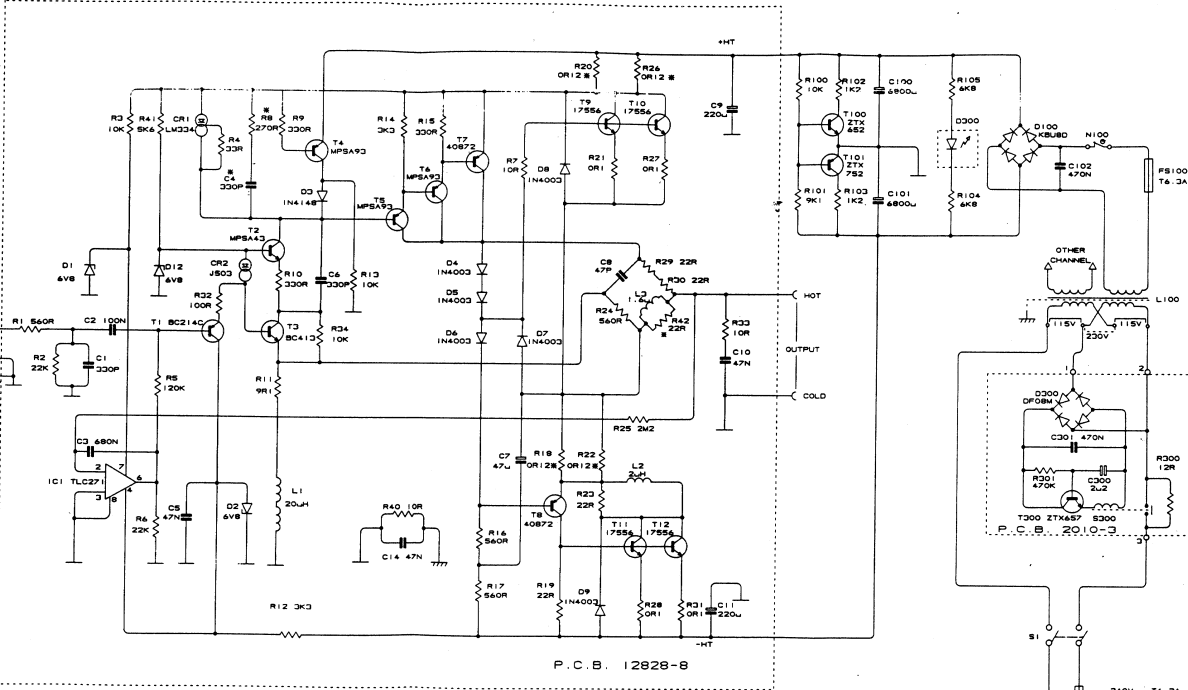 +HT
R20
0R12 *
R26
0R12 *
T9
17556
T10
17556
C9
220u
R100
10K
R102
1K2
C100
6800u
R105
6K8
T100
ZTX
652
D300
D100
KBU8D
N100
T101
ZTX
752
C102
470N
FS100
T6.3A
R101
9K1
R103
1K2
C101
6800u
R104
6K8
R3
10K
R41
5K6
CR1
LM334
R4
33R
*
R8
270R
R9
330R
T4
MPSA93
R14
3K3
R15
330R
T7
40872
*
C4
330P
D3
1N4148
T6
MPSA93
T5
MPSA93
R7
10R
D8
1N4003
R21
0R1
R27
0R1
T2
MPSA43
D1
6V8
D12
6V8
CR2
J503
R10
330R
C6
330P
R13
10K
D4
1N4003
D5
1N4003
D6
1N4003
D7
1N4003
C8
47P
R29 22R
R30 22R
L3
1.6u
R24
560R
R42
22R
*
HOT
OTHER
CHANNEL
L100
115V
115V
230V
R32
100R
R1 560R
C2 100N
T1 BC214C
T3
BC413
R34
10K
R33
10R
OUTPUT
C10
47N
R2
22K
C1
330P
R5
120K
R11
9R1
COLD
1
2
D300
DF08M
C301 470N
R25 2M2
C3 680N
2
7
IC1 TLC271
6
3
4
8
C7
47u
R18
0R12*
R22
0R12*
L2
2uH
R23
22R
R301
470K
C300
2u2
R300
12R
T300 ZTX657
S300
P.C.B. 2010-3
3
R6
22K
C5
47N
D2
6V8
L1
20uH
R40 10R
C14 47N
T8
40872
T11
17556
T12
17556
R16
560R
R17
560R
R19
22R
D9
1N4003
R28
0R1
R31
0R1
C11
220u
R12 3K3
-HT
S1
P.C.B. 12828-8